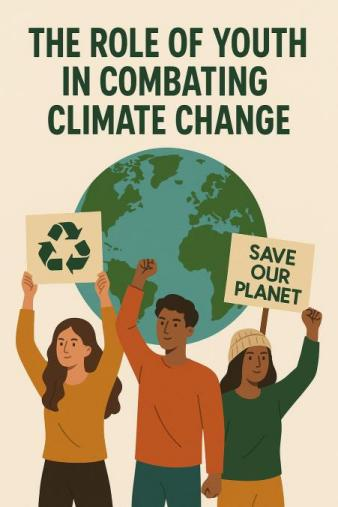 THE ROLE OF YOUTH
IN COMBATING
CLIMATE CHANGE
SAVE
OUR
PLANET